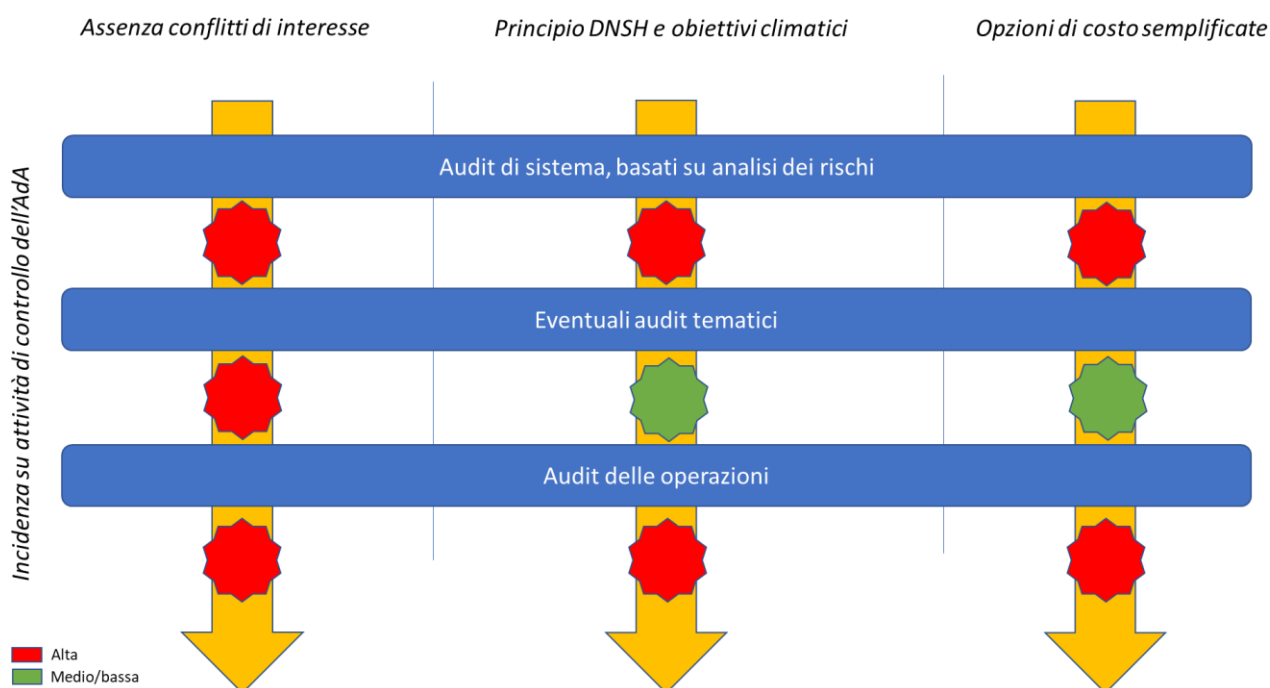 Assenza conflitti di interesse
Principio DNSH e obiettivi climatici
Opzioni di costo semplificate
Incidenza su attività di controllo dell'AdA
Audit di sistema, basati su analisi dei rischi
Eventuali audit tematici
Audit delle operazioni
Alta
Medio/bassa